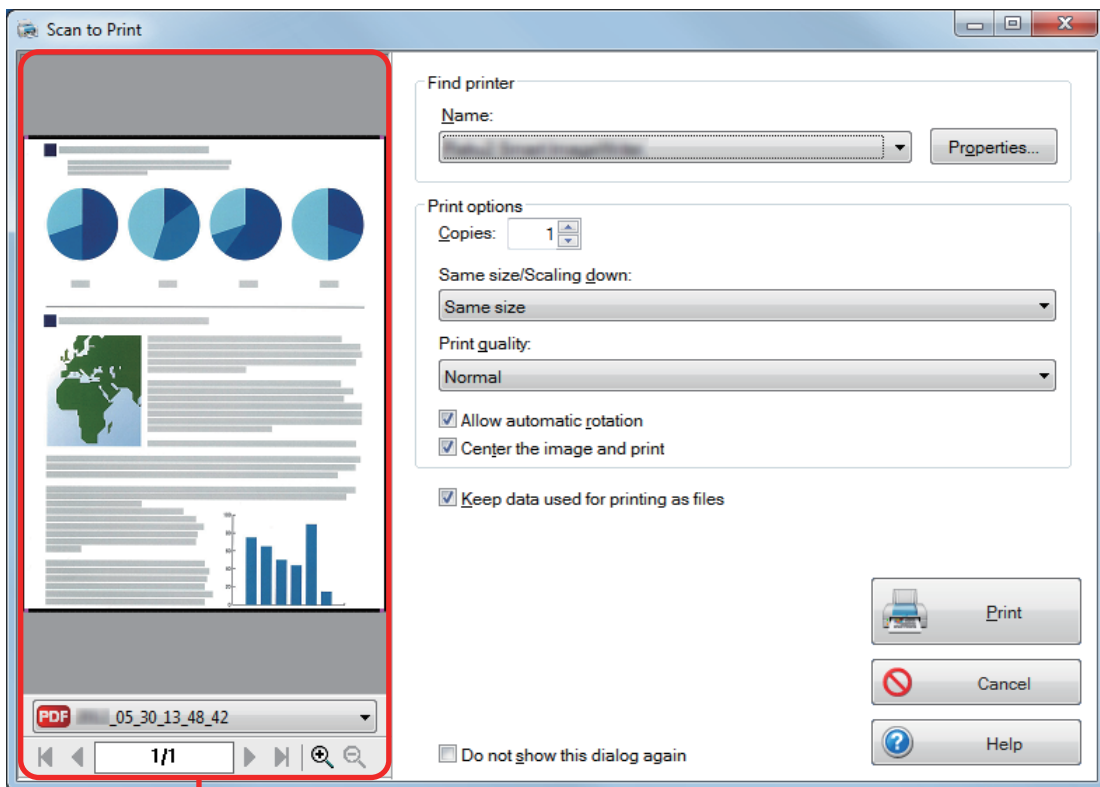 Scan to Print
Find printer
Name:
Properties...
Print options
Copies: 1
Same size/Scaling down:
Same size
Print quality:
Normal
Allow automatic rotation
Center the image and print
Keep data used for printing as files
Print
PDF _05_30_13_48_42
Cancel
1/1
Do not show this dialog again
Help